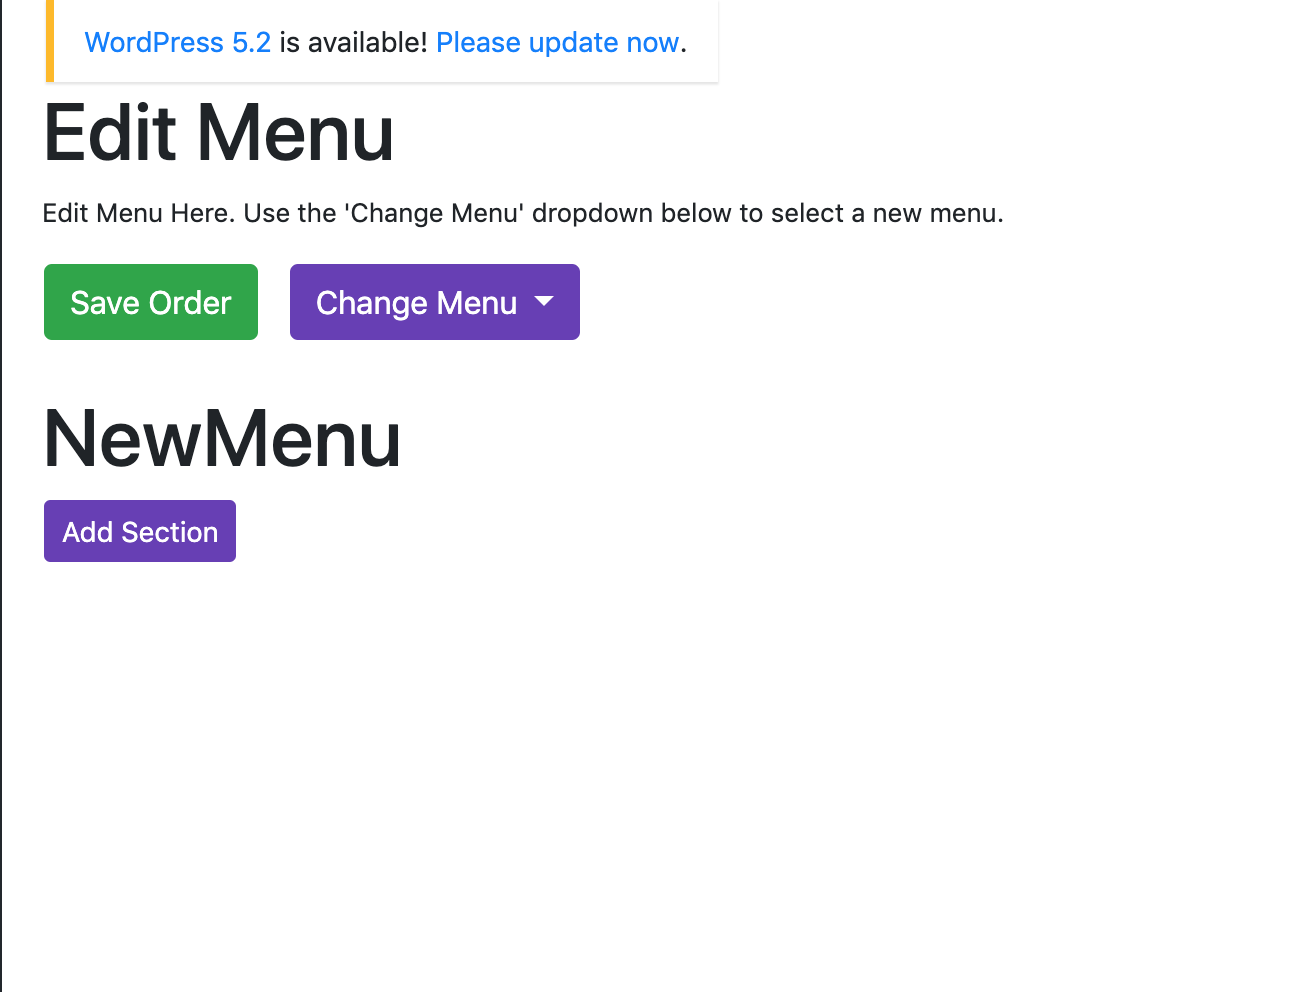 WordPress 5.2 is available! Please update now.
Edit Menu
Edit Menu Here. Use the 'Change Menu' dropdown below to select a new menu.
Save Order
Change Menu
NewMenu
Add Section